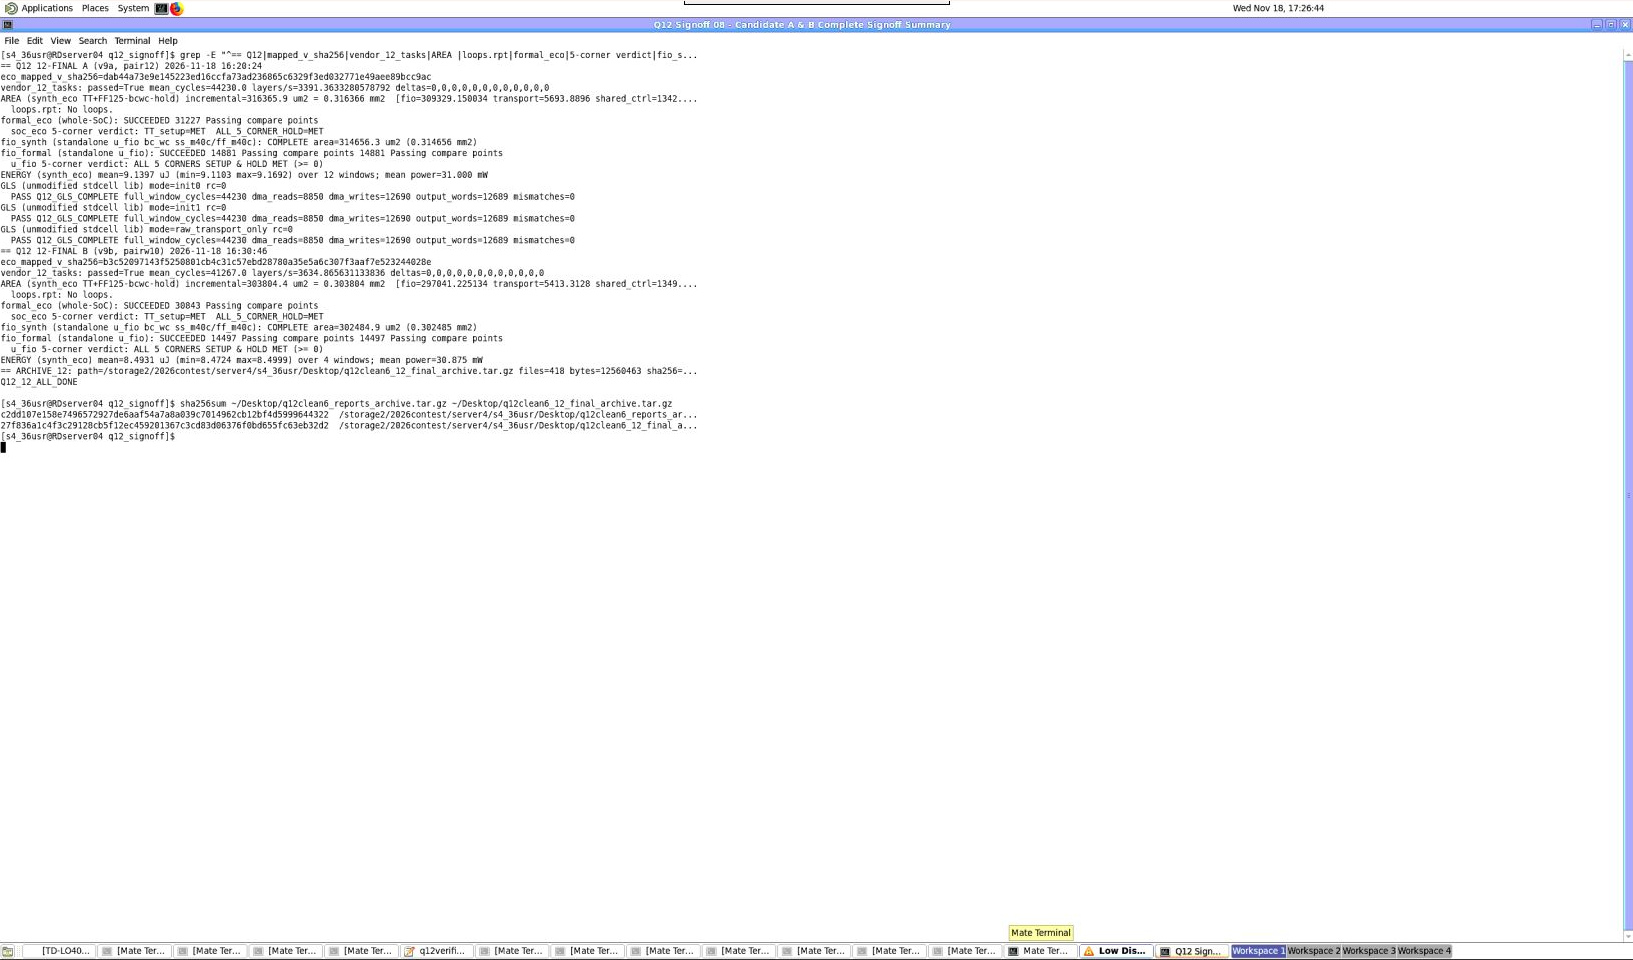 Applications Places System
Wed Nov 18, 17:26:44
Q12 Signoff 08 - Candidate A & B Complete Signoff Summary
File Edit View Search Terminal Help
[s4_36usr@RDserver04 q12_signoff]$ grep -E "^== Q12|mapped_v_sha256|vendor_12_tasks|AREA |loops.rpt|formal_eco|5-corner verdict|fio_s...
== Q12 12-FINAL A (v9a, pair12) 2026-11-18 16:20:24
eco_mapped_v_sha256=dab44a73e9e145223ed16ccfa73ad236865c6329f3ed032771e49aee89bcc9ac
vendor_12_tasks: passed=True mean_cycles=44230.0 layers/s=3391.3633280578792 deltas=0,0,0,0,0,0,0,0,0,0,0,0
AREA (synth_eco TT+FF125-bcwc-hold) incremental=316365.9 um2 = 0.316366 mm2 [fio=309329.150034 transport=5693.8896 shared_ctrl=1342....
loops.rpt: No loops.
formal_eco (whole-SoC): SUCCEEDED 31227 Passing compare points
soc_eco 5-corner verdict: TT_setup=MET ALL_5_CORNER_HOLD=MET
fio_synth (standalone u_fio bc_wc ss_m40c/ff_m40c): COMPLETE area=314656.3 um2 (0.314656 mm2)
fio_formal (standalone u_fio): SUCCEEDED 14881 Passing compare points 14881 Passing compare points
u_fio 5-corner verdict: ALL 5 CORNERS SETUP & HOLD MET (>= 0)
ENERGY (synth_eco) mean=9.1397 uJ (min=9.1103 max=9.1692) over 12 windows; mean power=31.000 mW
GLS (unmodified stdcell lib) mode=init0 rc=0
PASS Q12_GLS_COMPLETE full_window_cycles=44230 dma_reads=8850 dma_writes=12690 output_words=12689 mismatches=0
GLS (unmodified stdcell lib) mode=init1 rc=0
PASS Q12_GLS_COMPLETE full_window_cycles=44230 dma_reads=8850 dma_writes=12690 output_words=12689 mismatches=0
GLS (unmodified stdcell lib) mode=raw_transport_only rc=0
PASS Q12_GLS_COMPLETE full_window_cycles=44230 dma_reads=8850 dma_writes=12690 output_words=12689 mismatches=0
== Q12 12-FINAL B (v9b, pairw10) 2026-11-18 16:30:46
eco_mapped_v_sha256=b3c52097143f5250801cb4c31c57ebd28780a35e5a6c307f3aaf7e523244028e
vendor_12_tasks: passed=True mean_cycles=41267.0 layers/s=3634.865631133836 deltas=0,0,0,0,0,0,0,0,0,0,0,0
AREA (synth_eco TT+FF125-bcwc-hold) incremental=303804.4 um2 = 0.303804 mm2 [fio=297041.225134 transport=5413.3128 shared_ctrl=1349....
loops.rpt: No loops.
formal_eco (whole-SoC): SUCCEEDED 30843 Passing compare points
soc_eco 5-corner verdict: TT_setup=MET ALL_5_CORNER_HOLD=MET
fio_synth (standalone u_fio bc_wc ss_m40c/ff_m40c): COMPLETE area=302484.9 um2 (0.302485 mm2)
fio_formal (standalone u_fio): SUCCEEDED 14497 Passing compare points 14497 Passing compare points
u_fio 5-corner verdict: ALL 5 CORNERS SETUP & HOLD MET (>= 0)
ENERGY (synth_eco) mean=8.4931 uJ (min=8.4724 max=8.4999) over 4 windows; mean power=30.875 mW
== ARCHIVE_12: path=/storage2/2026contest/server4/s4_36usr/Desktop/q12clean6_12_final_archive.tar.gz files=418 bytes=12560463 sha256=...
Q12_12_ALL_DONE
[s4_36usr@RDserver04 q12_signoff]$ sha256sum ~/Desktop/q12clean6_reports_archive.tar.gz ~/Desktop/q12clean6_12_final_archive.tar.gz
c2dd107e158e7496572927de6aaf54a7a8a039c7014962cb12bf4d5999644322 /storage2/2026contest/server4/s4_36usr/Desktop/q12clean6_reports_ar...
27f836a1c4f3c29128cb5f12ec459201367c3cd83d06376f0bd655fc63eb32d2 /storage2/2026contest/server4/s4_36usr/Desktop/q12clean6_12_final_a...
[s4_36usr@RDserver04 q12_signoff]$
Mate Terminal
[TD-LO40... [Mate Ter... [Mate Ter... [Mate Ter... [Mate Ter... q12verifi... [Mate Ter... [Mate Ter... [Mate Ter... [Mate Ter... [Mate Ter... [Mate Ter... [Mate Ter... Mate Ter... Low Dis... Q12 Sign... Workspace 1 Workspace 2 Workspace 3 Workspace 4